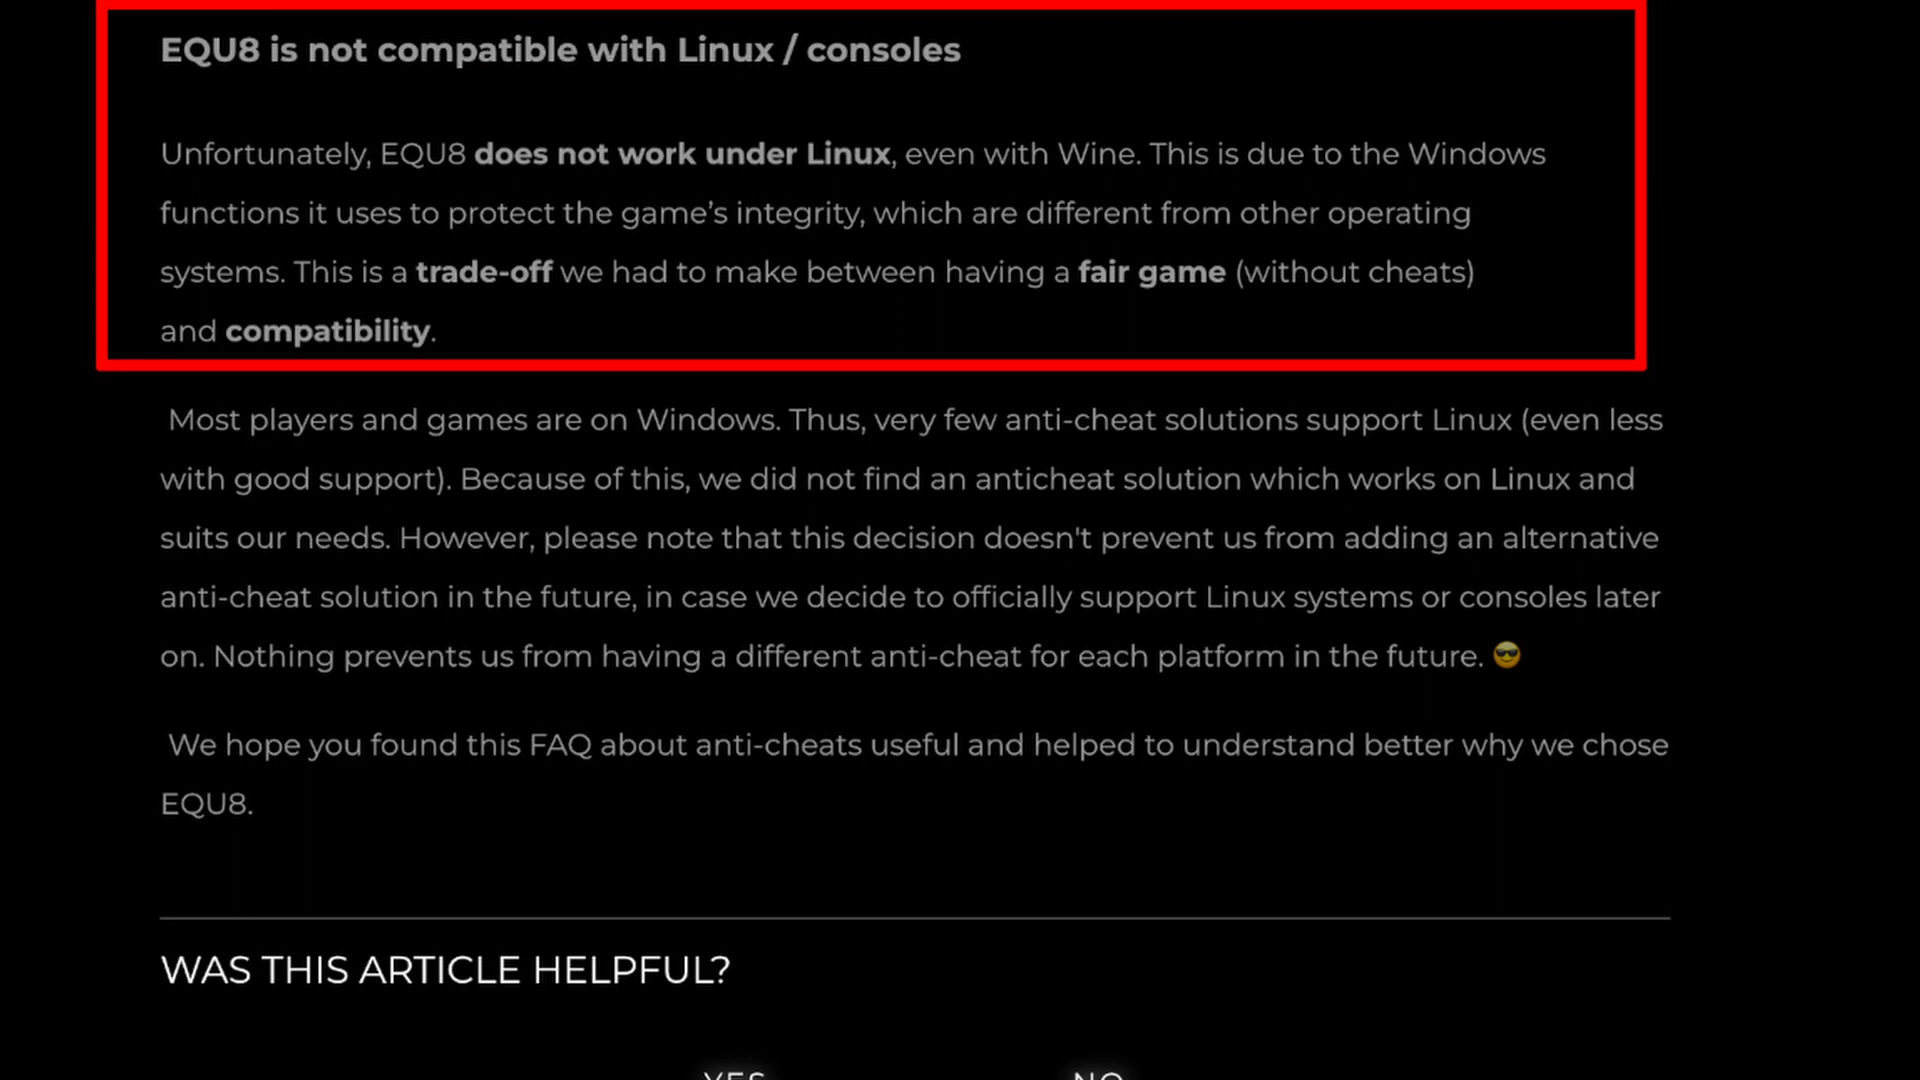 EQU8 is not compatible with Linux / consoles
Unfortunately, EQU8 does not work under Linux, even with Wine. This is due to the Windows
functions it uses to protect the game’s integrity, which are different from other operating
systems. This is a trade-off we had to make between having a fair game (without cheats)
and compatibility.
Most players and games are on Windows. Thus, very few anti-cheat solutions support Linux (even less
with good support). Because of this, we did not find an anticheat solution which works on Linux and
suits our needs. However, please note that this decision doesn't prevent us from adding an alternative
anti-cheat solution in the future, in case we decide to officially support Linux systems or consoles later
on. Nothing prevents us from having a different anti-cheat for each platform in the future. 😎
We hope you found this FAQ about anti-cheats useful and helped to understand better why we chose
EQU8.
WAS THIS ARTICLE HELPFUL?
YES NO